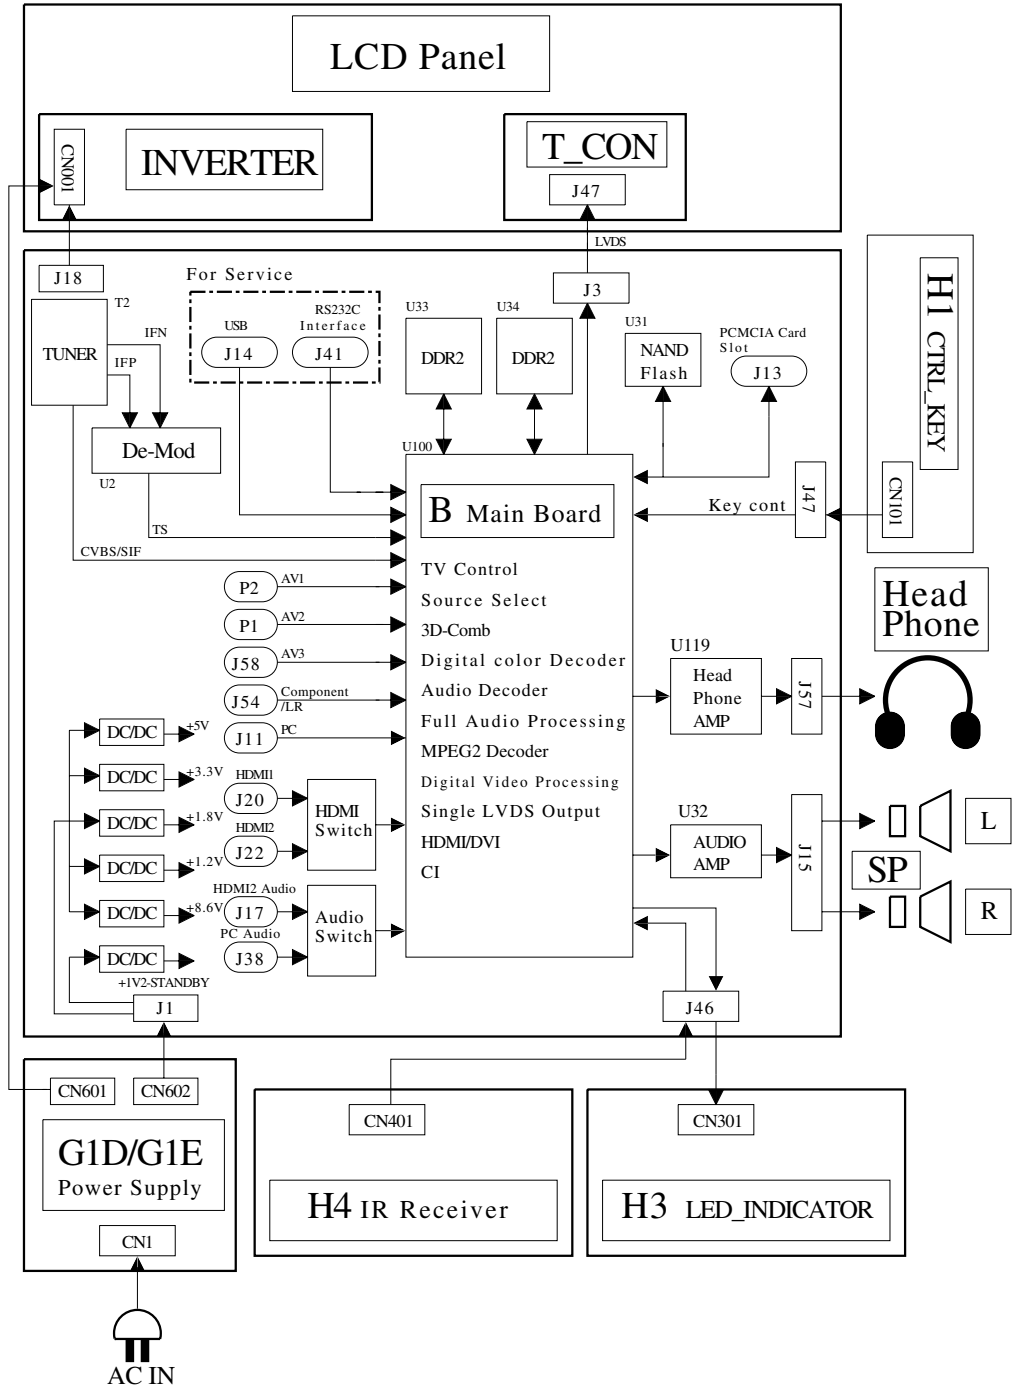 LCD Panel
INVERTER
CN001
T_CON
J47
LVDS
J18
For Service
USB
J14
RS232C
Interface
J41
J3
T2
TUNER
IFN
IFP
De-Mod
U2
TS
CVBS/SIF
U33
DDR2
U34
DDR2
U31
NAND
Flash
PCMCIA Card
Slot
J13
H1 CTRL_KEY
CN101
J47
Key cont
U100
B Main Board
TV Control
Source Select
3D-Comb
Digital color Decoder
Audio Decoder
Full Audio Processing
MPEG2 Decoder
Digital Video Processing
Single LVDS Output
HDMI/DVI
CI
P2
AV1
P1
AV2
J58
AV3
J54
Component
/LR
J11
PC
HDMI1
J20
HDMI2
J22
HDMI
Switch
HDMI2 Audio
J17
PC Audio
J38
Audio
Switch
DC/DC
+5V
DC/DC
+3.3V
DC/DC
+1.8V
DC/DC
+1.2V
DC/DC
+8.6V
DC/DC
+1V2-STANDBY
J1
U119
Head
Phone
AMP
J57
Head
Phone
U32
AUDIO
AMP
J15
SP
L
R
J46
CN601
CN602
G1D/G1E
Power Supply
CN1
AC IN
CN401
H4 IR Receiver
CN301
H3 LED_INDICATOR